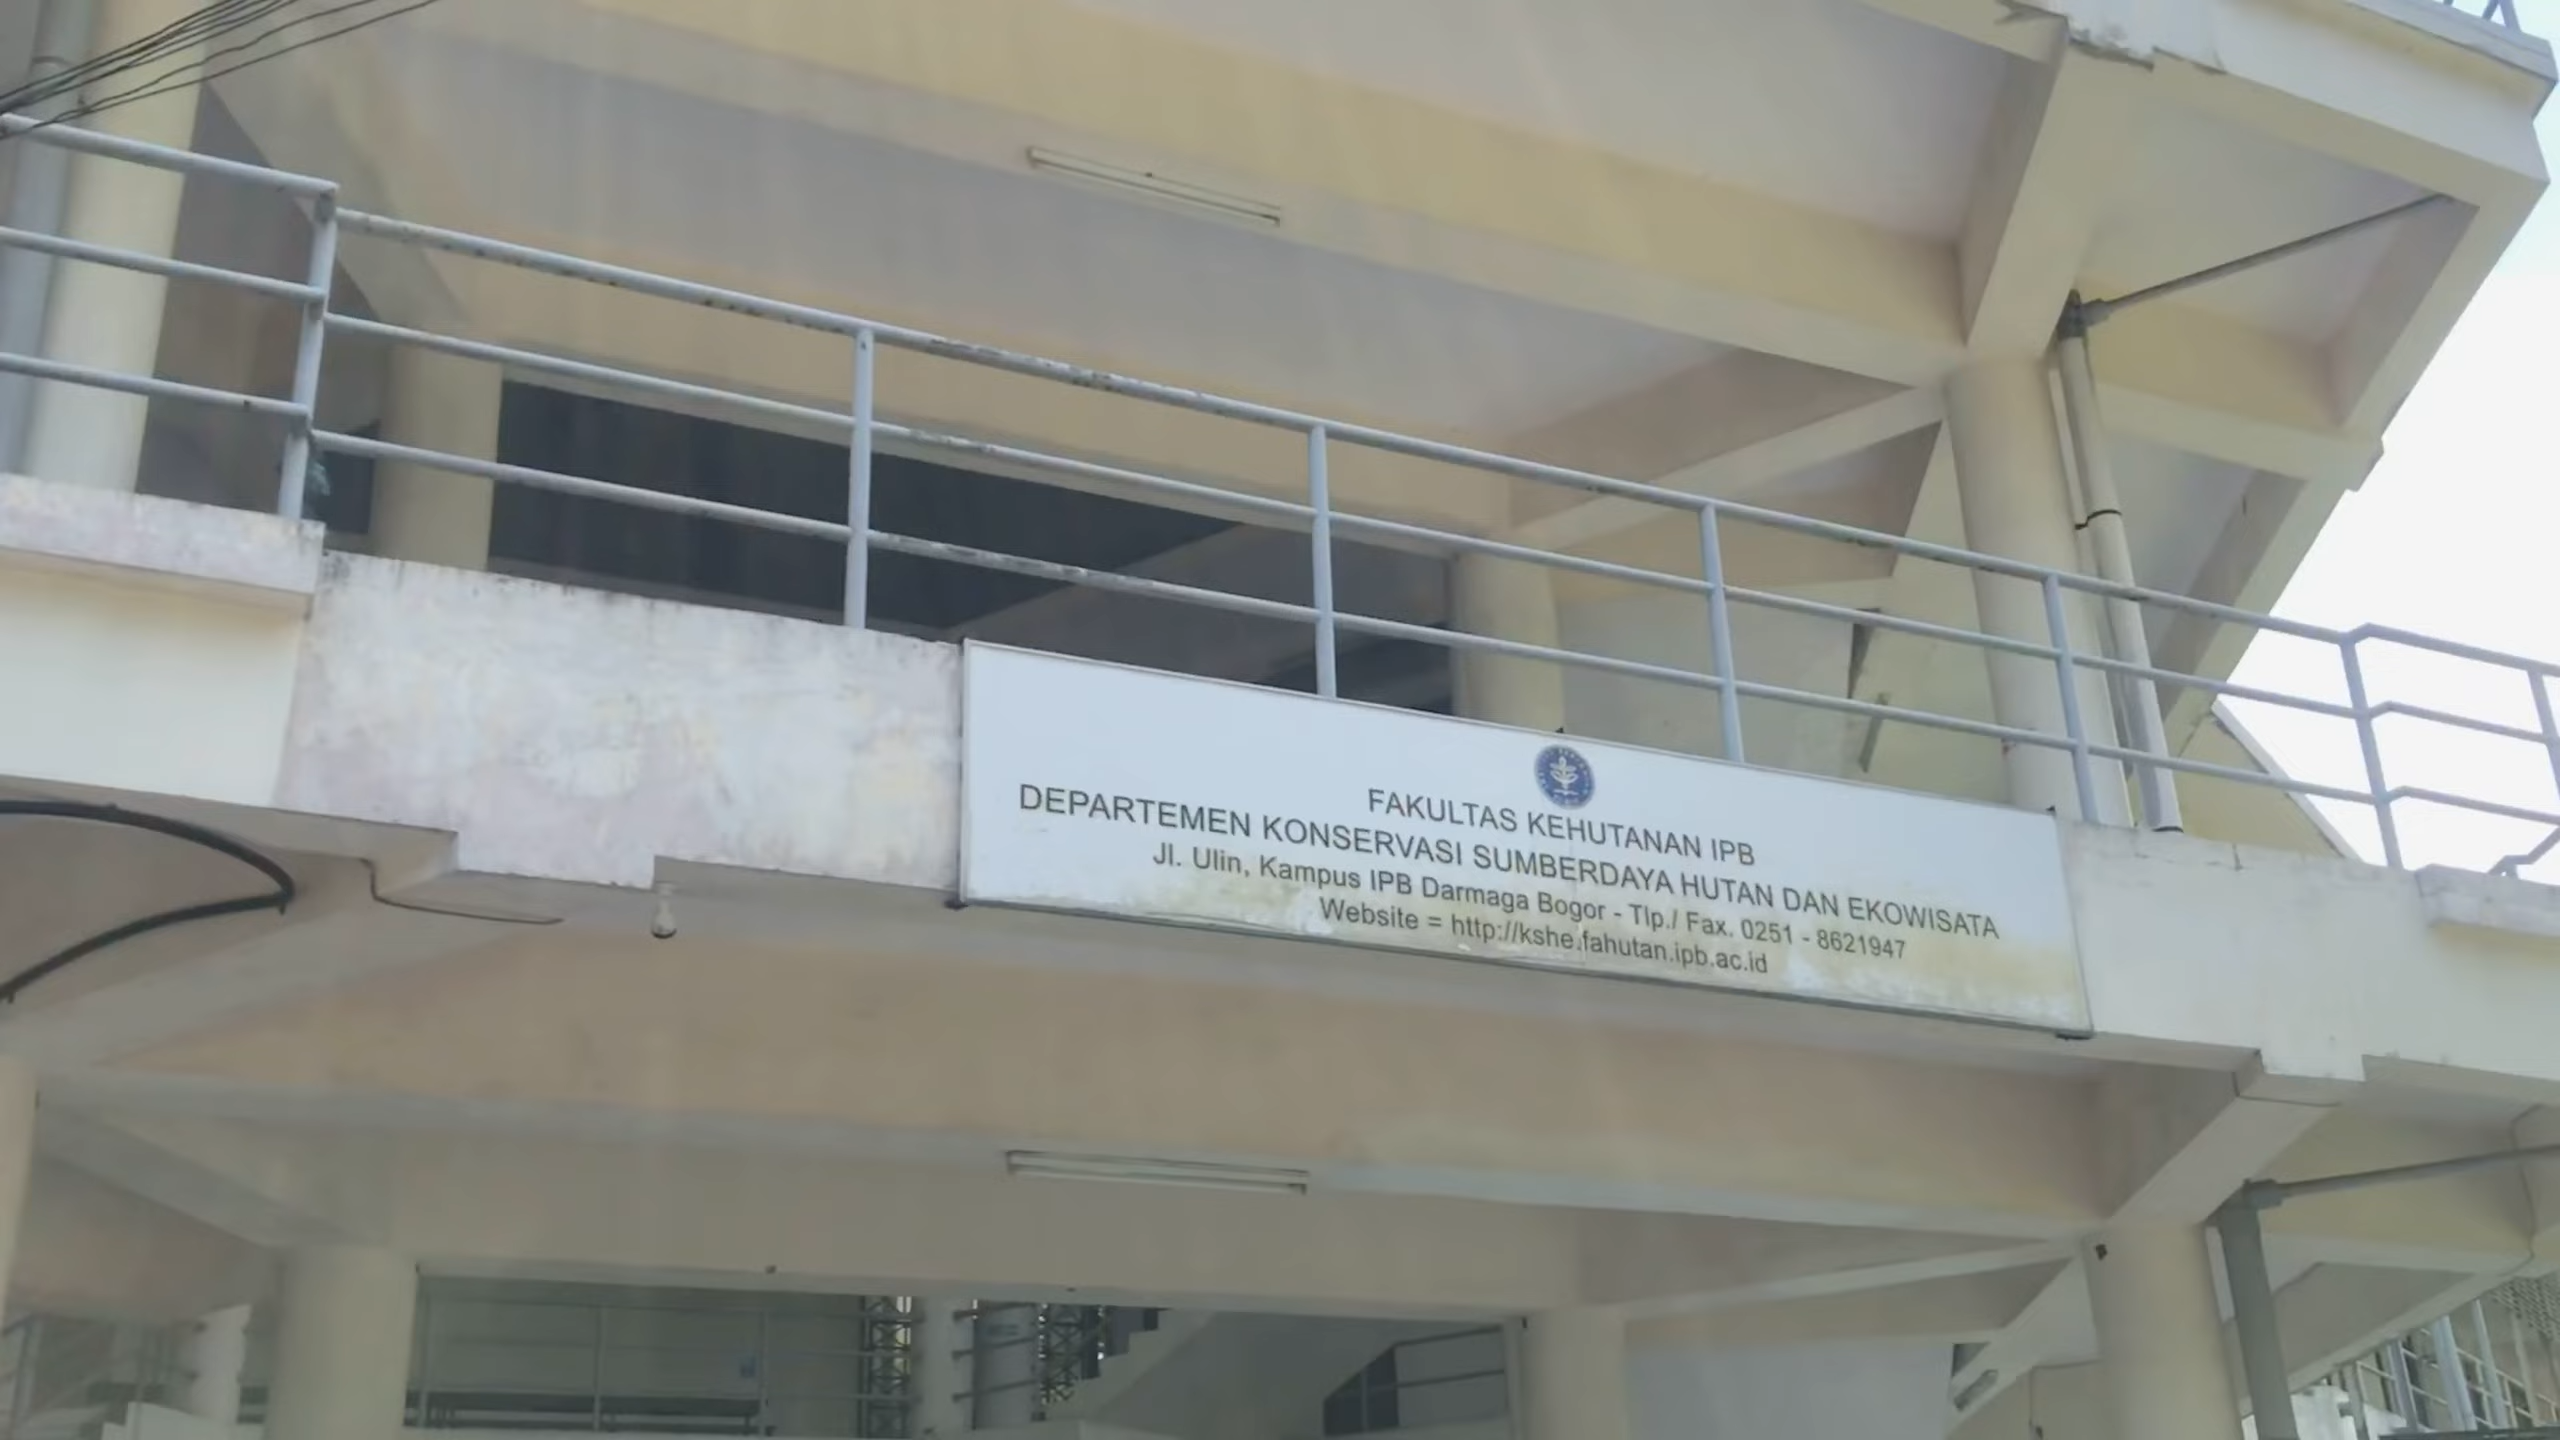 FAKULTAS KEHUTANAN IPB
DEPARTEMEN KONSERVASI SUMBERDAYA HUTAN DAN EKOWISATA
Jl. Ulin, Kampus IPB Darmaga Bogor - Tlp./ Fax. 0251 - 8621947
Website = http://kshe.fahutan.ipb.ac.id